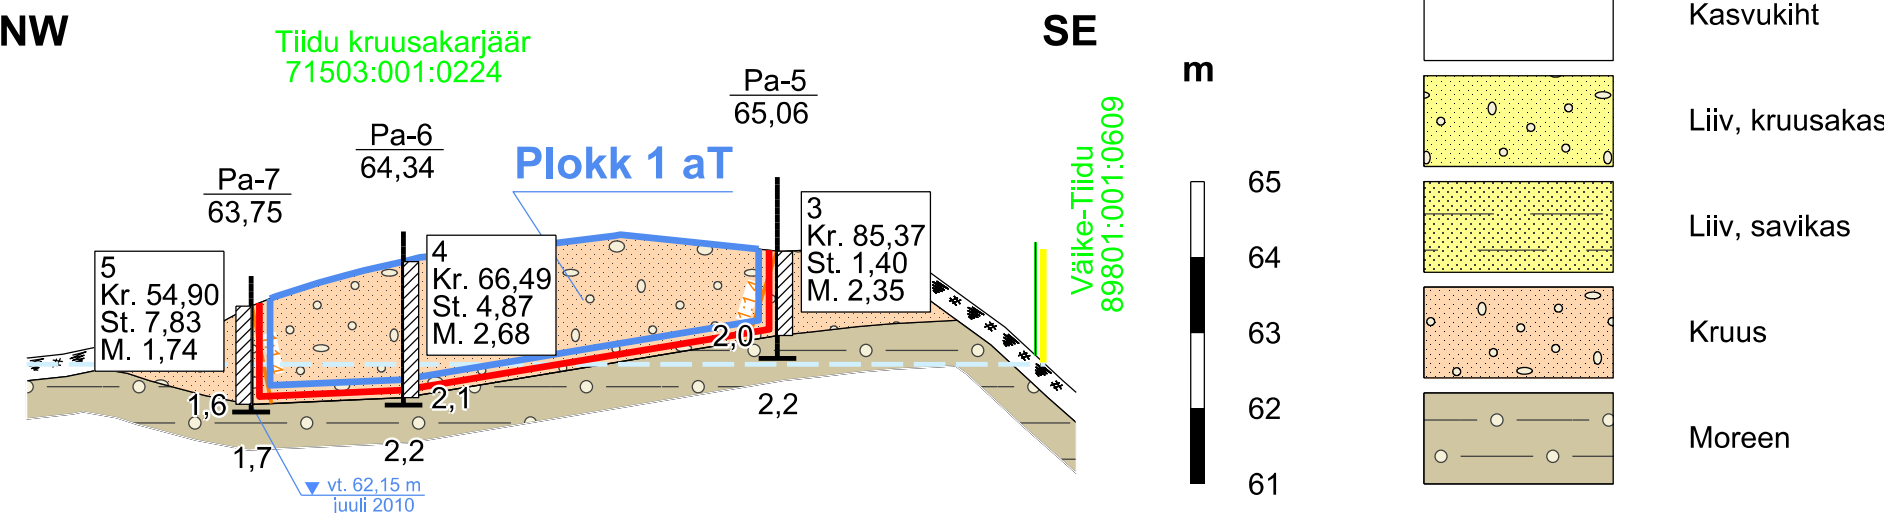 NW
Tiidu kruusakarjäär
71503:001:0224
SE
Pa-7
63,75
Pa-6
64,34
Pa-5
65,06
Plokk 1 aT
5
Kr. 54,90
St. 7,83
M. 1,74
4
Kr. 66,49
St. 4,87
M. 2,68
3
Kr. 85,37
St. 1,40
M. 2,35
1,6
2,1
2,0
1,7
2,2
2,2
vt. 62,15 m
juuli 2010
Väike-Tiidu
89801:001:0609
m
65
64
63
62
61
Kasvukiht
Liiv, kruusakas
Liiv, savikas
Kruus
Moreen